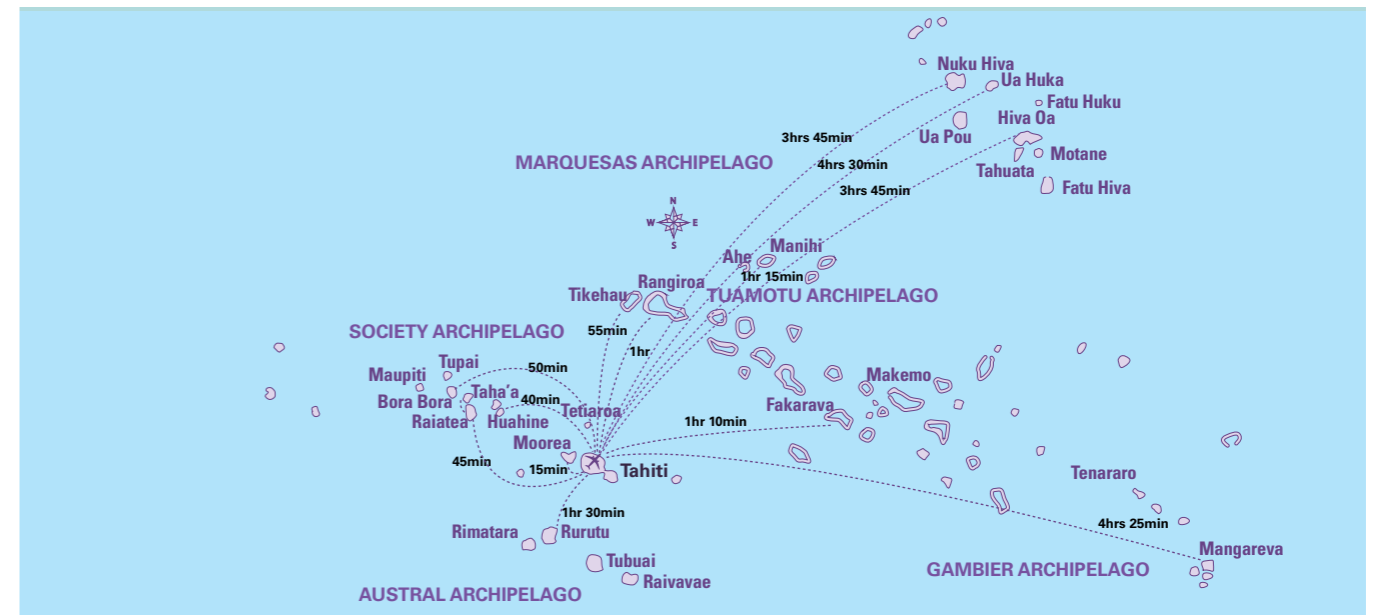 Nuku Hiva
Ua Huka
Fatu Huku
Hiva Oa
Ua Pou
3hrs 45min
Motane
MARQUESAS ARCHIPELAGO
4hrs 30min
Tahuata
3hrs 45min
Fatu Hiva
N
W
E
S
Manihi
Ahe
1hr 15min
Rangiroa
Tikehau
TUAMOTU ARCHIPELAGO
SOCIETY ARCHIPELAGO
55min
1hr
Tupai
50min
Maupiti
Makemo
Taha'a
Bora Bora
40min
Fakarava
Tetiaroa
Raiatea
Huahine
1hr 10min
Moorea
45min
15min
Tahiti
Tenararo
1hr 30min
4hrs 25min
Rimatara
Rurutu
Mangareva
Tubuai
GAMBIER ARCHIPELAGO
Raivavae
AUSTRAL ARCHIPELAGO